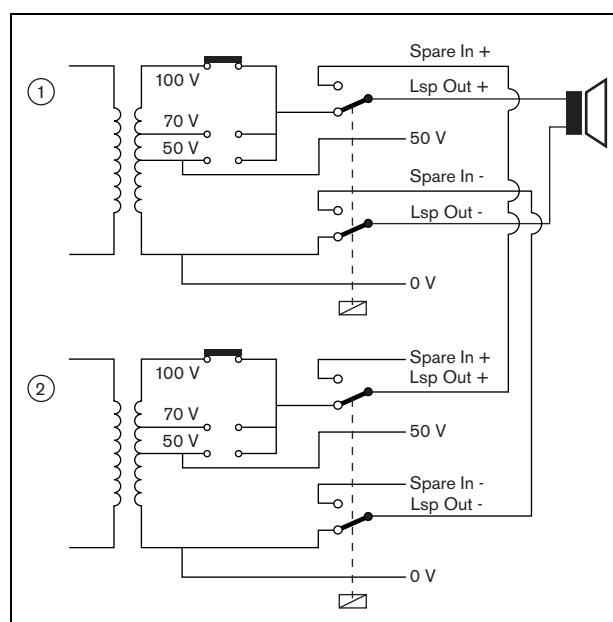 1
100 V
70 V
50 V
Spare In +
Lsp Out +
50 V
Spare In -
Lsp Out -
0 V
2
100 V
70 V
50 V
Spare In +
Lsp Out +
50 V
Spare In -
Lsp Out -
0 V